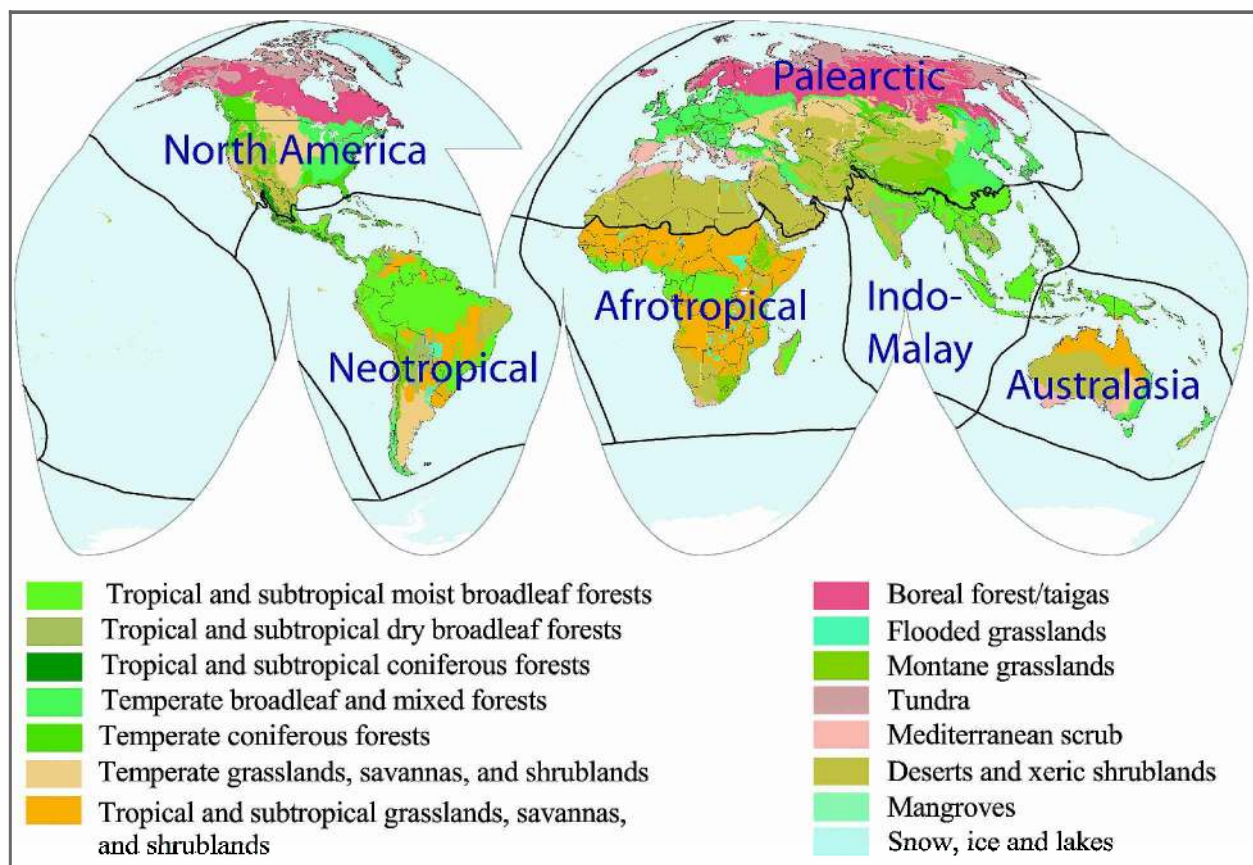 Palearctic
North America
Afrotropical
Indo-
Malay
Neotropical
Australasia
Tropical and subtropical moist broadleaf forests
Tropical and subtropical dry broadleaf forests
Tropical and subtropical coniferous forests
Temperate broadleaf and mixed forests
Temperate coniferous forests
Temperate grasslands, savannas, and shrublands
Tropical and subtropical grasslands, savannas,
and shrublands
Boreal forest/taigas
Flooded grasslands
Montane grasslands
Tundra
Mediterranean scrub
Deserts and xeric shrublands
Mangroves
Snow, ice and lakes